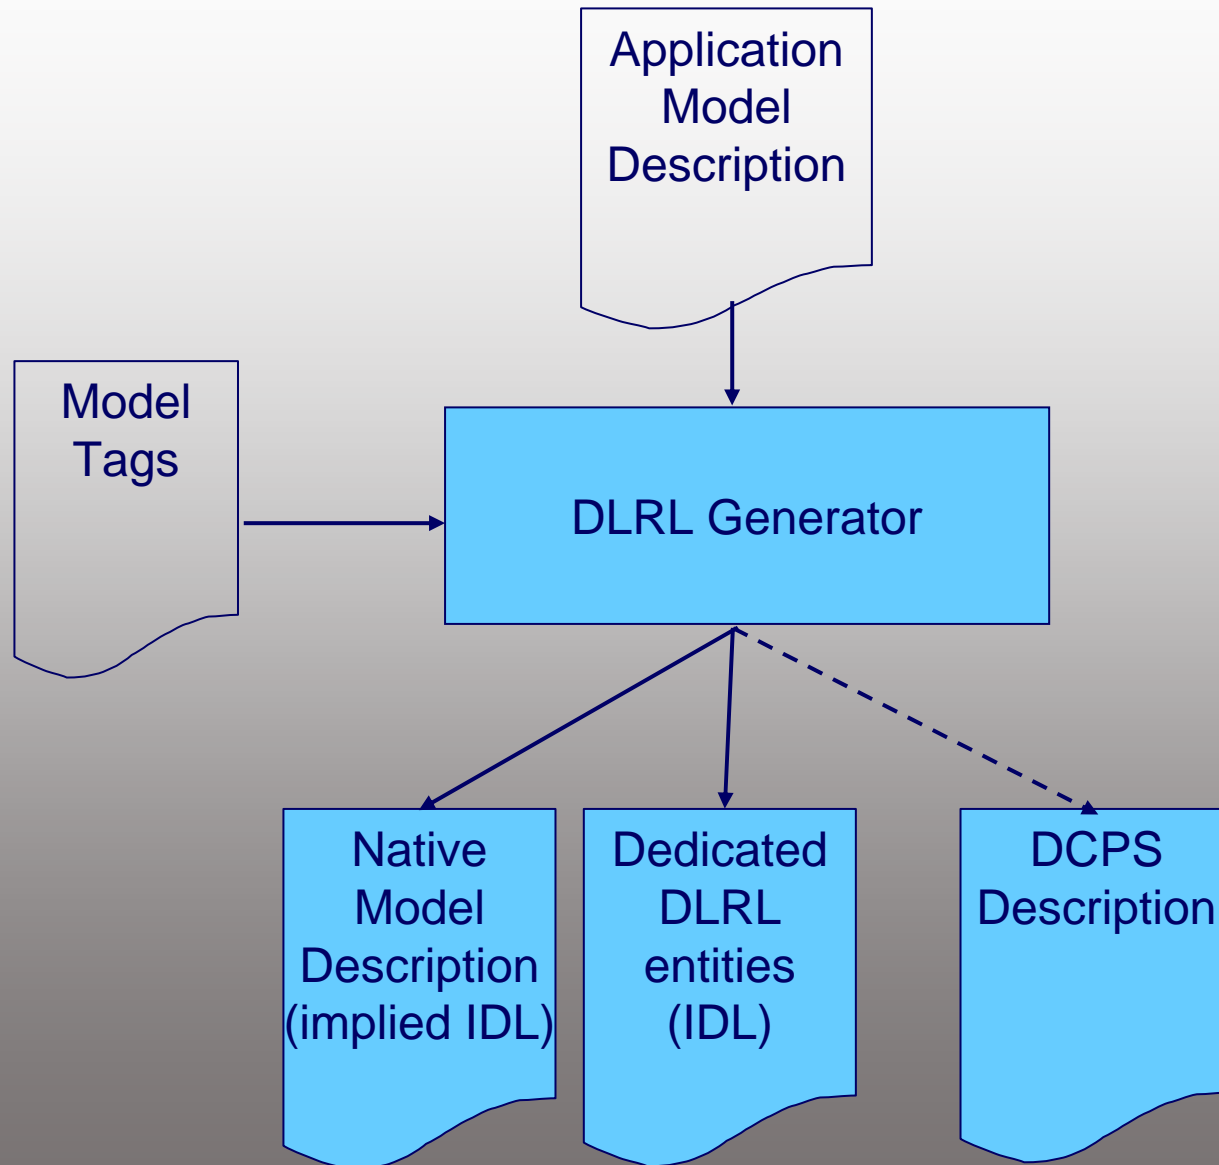 Application
Model
Description
Model
Tags
DLRL Generator
Native
Model
Description
(implied IDL)
Dedicated
DLRL
entities
(IDL)
DCPS
Description